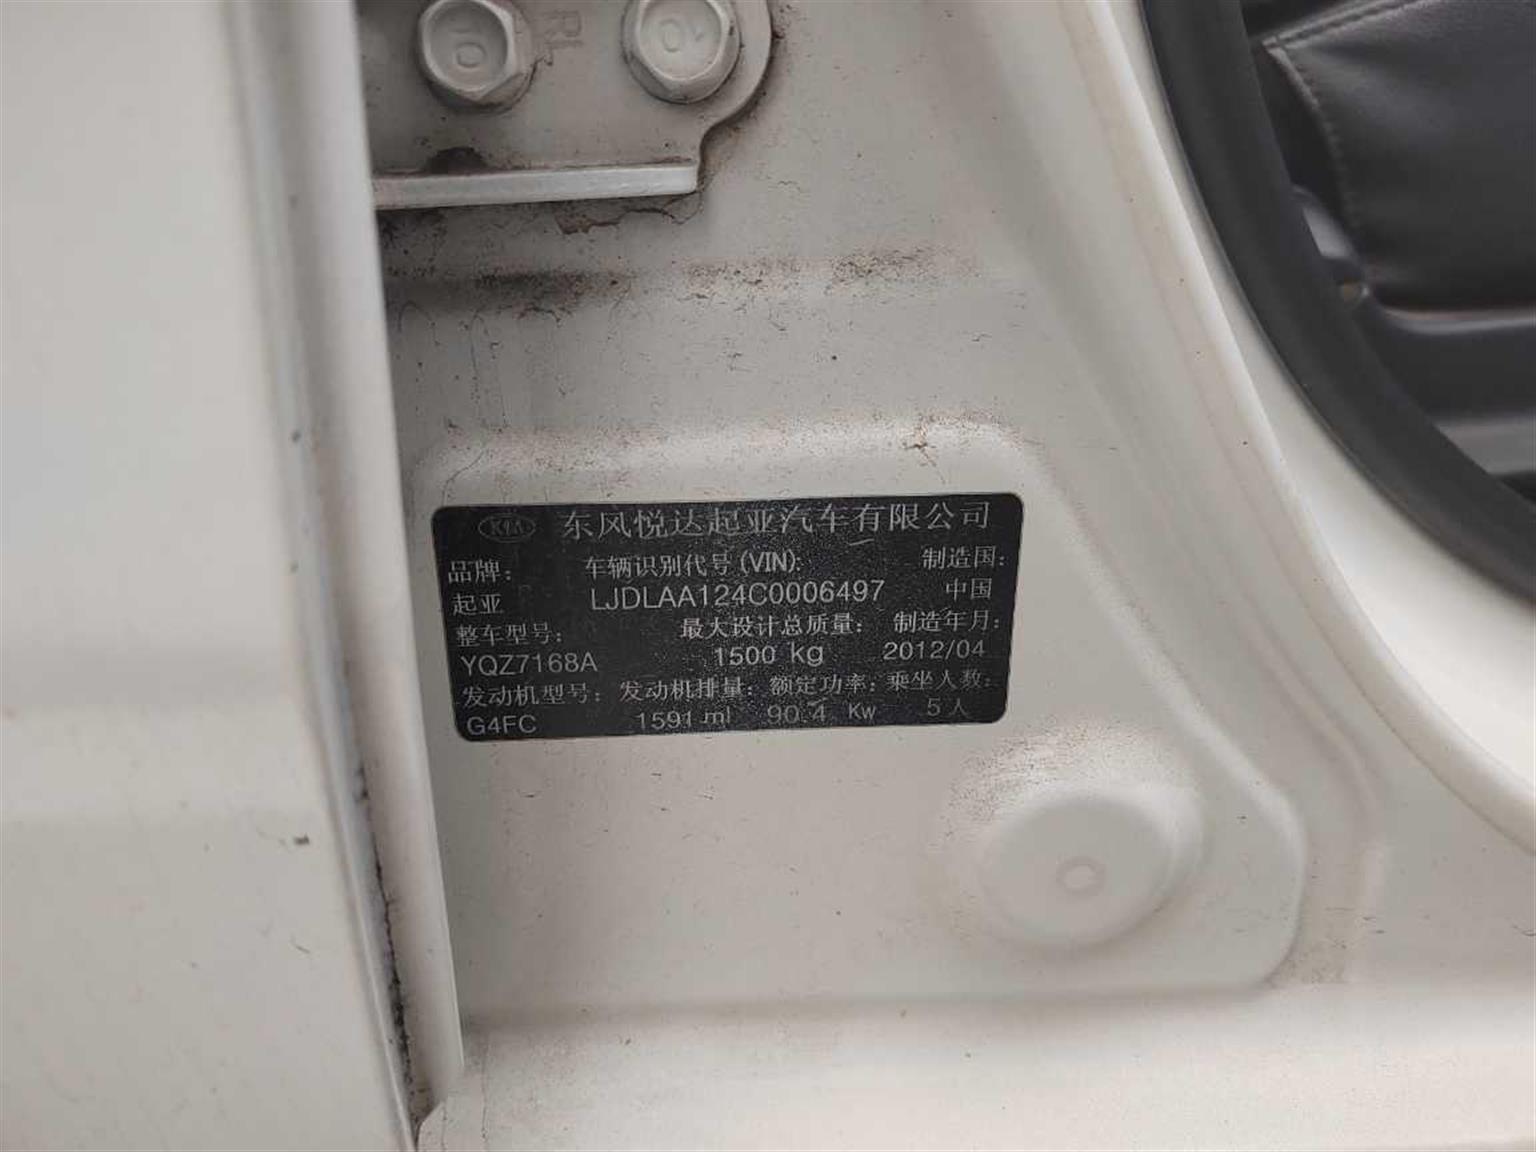 10 RL 10
KIA 东风悦达起亚汽车有限公司
品牌: 车辆识别代号(VIN): 制造国:
起亚 LJDLAA124C0006497 中国
整车型号: 最大设计总质量: 制造年月:
YQZ7168A 1500 kg 2012/04
发动机型号: 发动机排量: 额定功率: 乘坐人数:
G4FC 1591 ml 90.4 Kw 5人